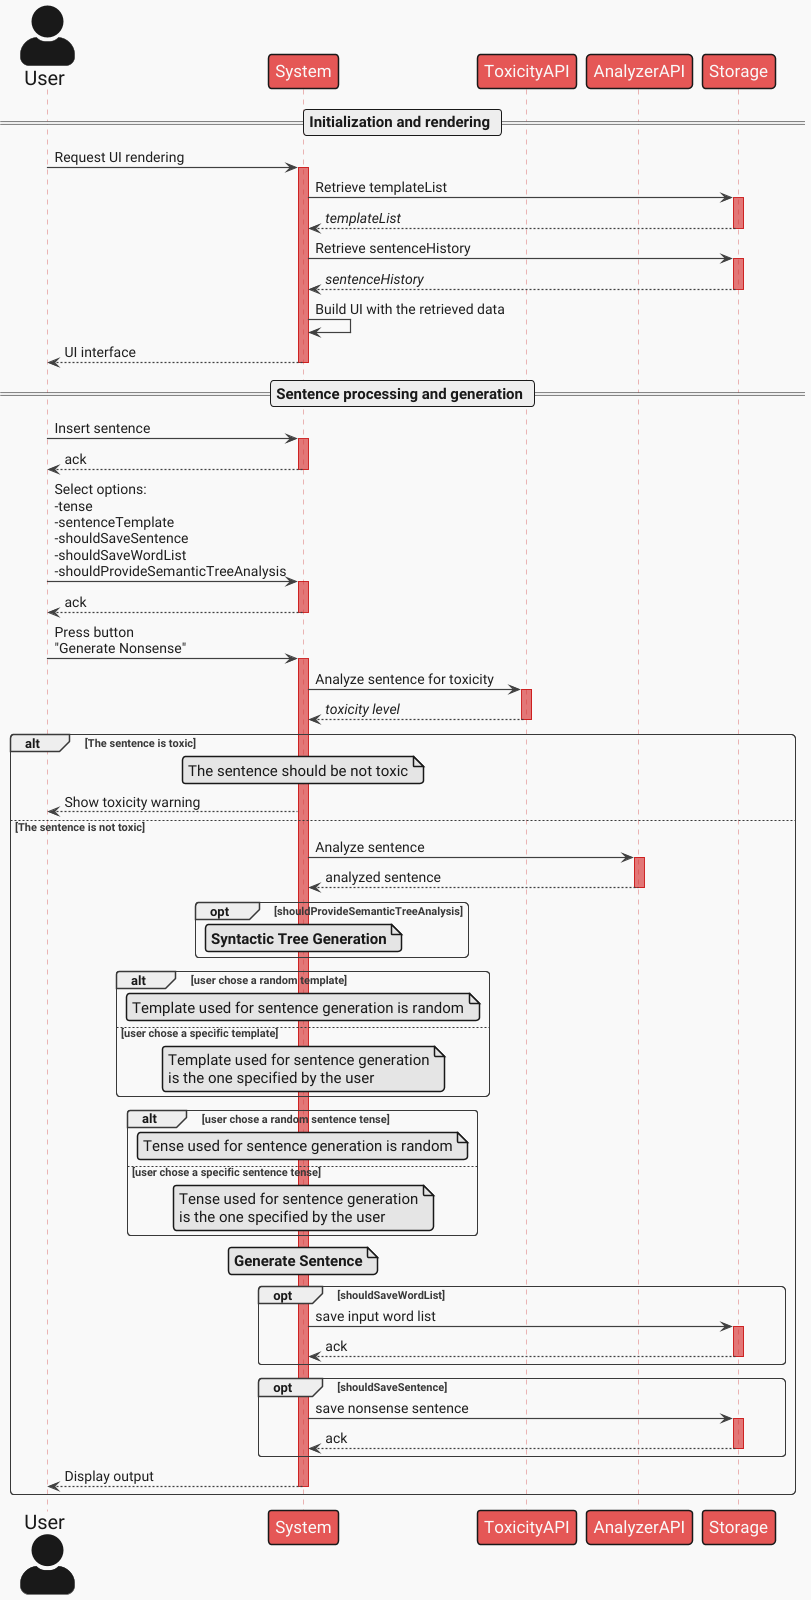 User
System
ToxicityAPI
AnalyzerAPI
Storage
Initialization and rendering
Request UI rendering
Retrieve templateList
templateList
Retrieve sentenceHistory
sentenceHistory
Build UI with the retrieved data
UI interface
Sentence processing and generation
Insert sentence
ack
Select options:
-tense
-sentenceTemplate
-shouldSaveSentence
-shouldSaveWordList
-shouldProvideSemanticTreeAnalysis
ack
Press button
"Generate Nonsense"
Analyze sentence for toxicity
toxicity level
alt [The sentence is toxic]
The sentence should be not toxic
Show toxicity warning
[The sentence is not toxic]
Analyze sentence
analyzed sentence
opt [shouldProvideSemanticTreeAnalysis]
Syntactic Tree Generation
alt [user chose a random template]
Template used for sentence generation is random
[user chose a specific template]
Template used for sentence generation
is the one specified by the user
alt [user chose a random sentence tense]
Tense used for sentence generation is random
[user chose a specific sentence tense]
Tense used for sentence generation
is the one specified by the user
Generate Sentence
opt [shouldSaveWordList]
save input word list
ack
opt [shouldSaveSentence]
save nonsense sentence
ack
Display output
User
System
ToxicityAPI
AnalyzerAPI
Storage